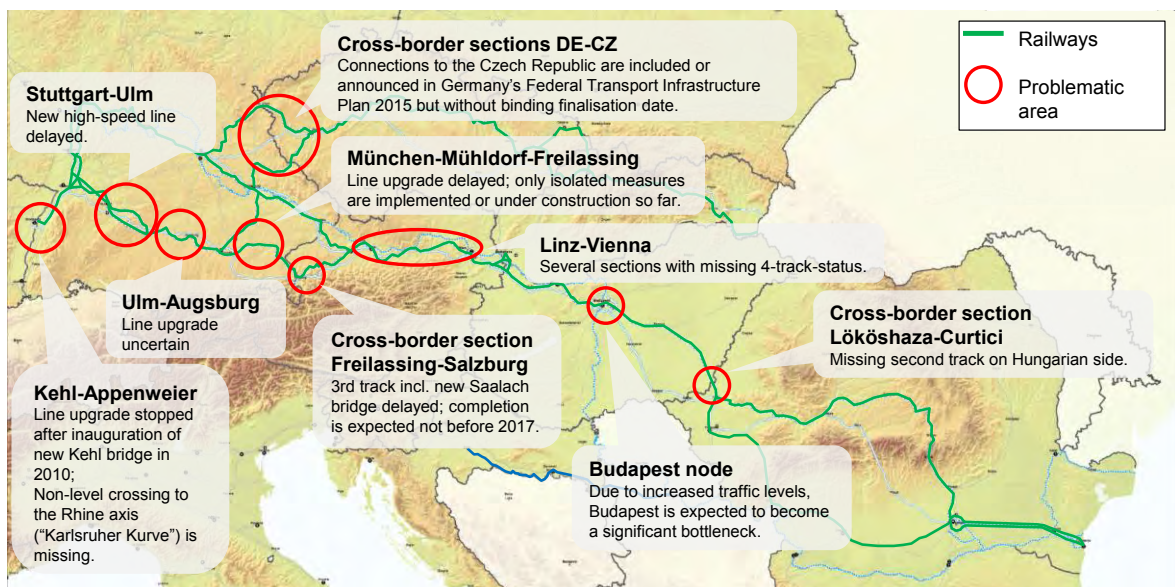 Cross-border sections DE-CZ
Connections to the Czech Republic are included or
announced in Germany's Federal Transport Infrastructure
Plan 2015 but without binding finalisation date.
Railways
Problematic
area
Stuttgart-Ulm
New high-speed line
delayed.
München-Mühldorf-Freilassing
Line upgrade delayed; only isolated measures
are implemented or under construction so far.
Linz-Vienna
Several sections with missing 4-track-status.
Ulm-Augsburg
Line upgrade
uncertain
Cross-border section
Freilassing-Salzburg
3rd track incl. new Saalach
bridge delayed; completion
is expected not before 2017.
Cross-border section
Lököshaza-Curtici
Missing second track on Hungarian side.
Kehl-Appenweier
Line upgrade stopped
after inauguration of
new Kehl bridge in
2010;
Non-level crossing to
the Rhine axis
("Karlsruher Kurve") is
missing.
Budapest node
Due to increased traffic levels,
Budapest is expected to become
a significant bottleneck.